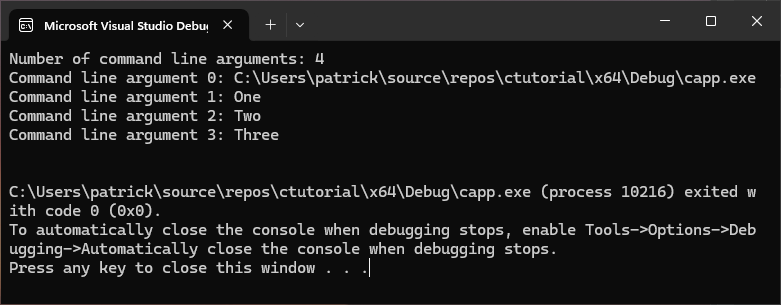 Microsoft Visual Studio Debug
Number of command line arguments: 4
Command line argument 0: C:\Users\patrick\source\repos\ctutorial\x64\Debug\capp.exe
Command line argument 1: One
Command line argument 2: Two
Command line argument 3: Three
C:\Users\patrick\source\repos\ctutorial\x64\Debug\capp.exe (process 10216) exited w
ith code 0 (0x0).
To automatically close the console when debugging stops, enable Tools->Options->Deb
ugging->Automatically close the console when debugging stops.
Press any key to close this window . . .